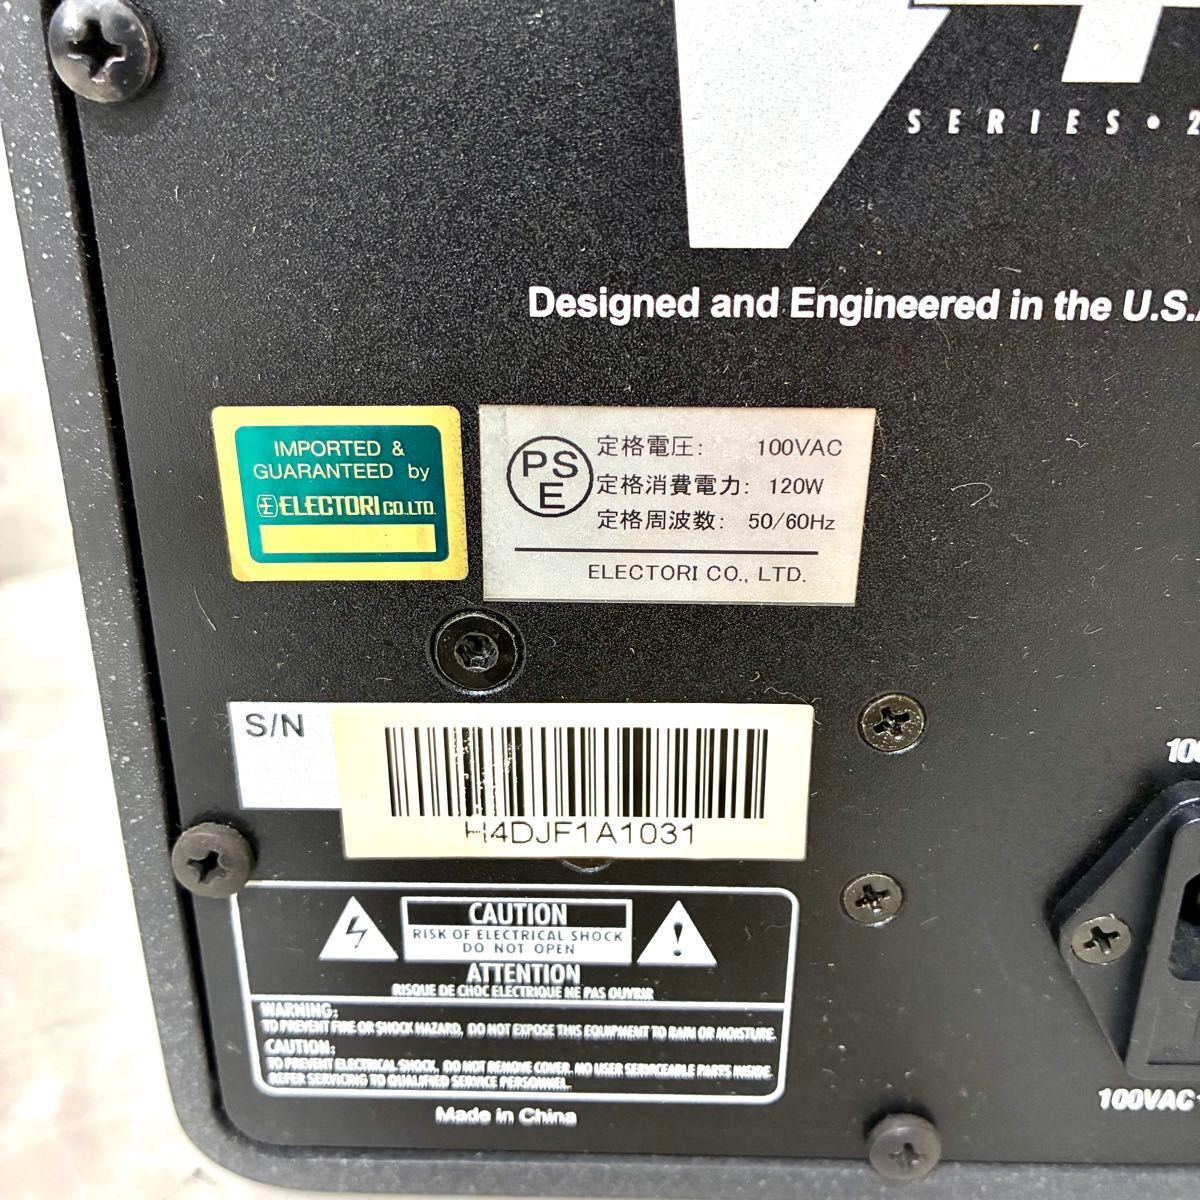 SERIES • 2
Designed and Engineered in the U.S.A
IMPORTED &
GUARANTEED by
ELECTORI CO.LTD.
PSE
定格電圧: 100VAC
定格消費電力: 120W
定格周波数: 50/60Hz
ELECTORI CO., LTD.
S/N
H4DJF1A1031
CAUTION
RISK OF ELECTRICAL SHOCK
DO NOT OPEN
ATTENTION
RISQUE DE CHOC ELECTRIQUE NE PAS OUVRIR
WARNING:
TO PREVENT FIRE OR SHOCK HAZARD, DO NOT EXPOSE THIS EQUIPMENT TO RAIN OR MOISTURE.
CAUTION:
TO PREVENT ELECTRICAL SHOCK, DO NOT REMOVE COVER. NO USER SERVICEABLE PARTS INSIDE.
REFER SERVICING TO QUALIFIED SERVICE PERSONNEL.
Made in China
100VAC